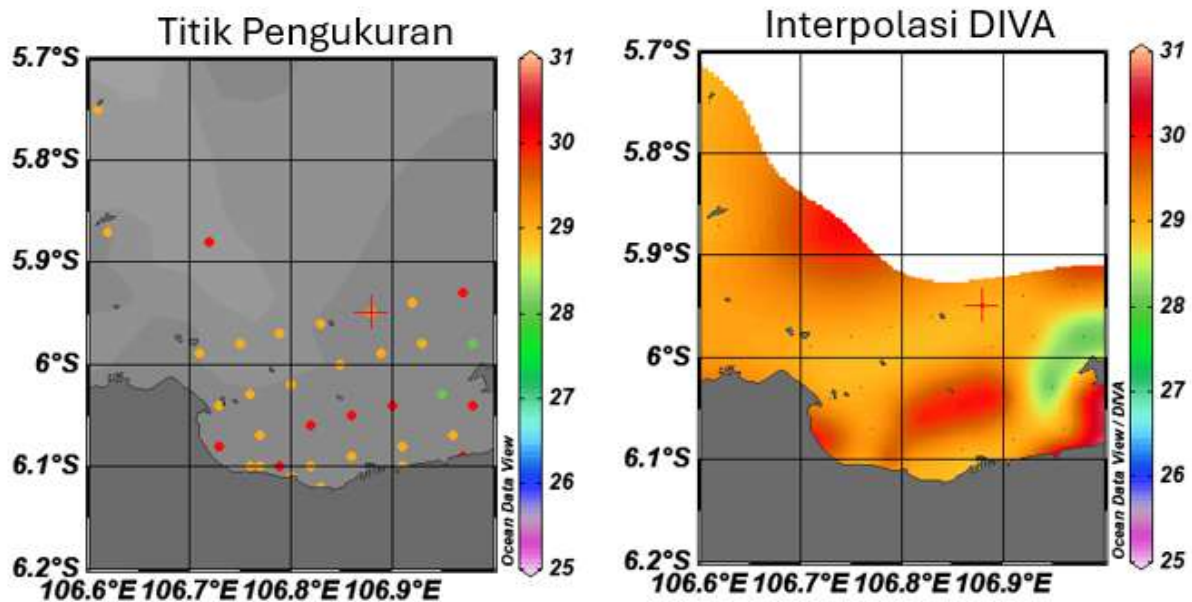 Titik Pengukuran
5.7°S
5.8°S
5.9°S
6°S
6.1°S
6.2°S
106.6°E 106.7°E 106.8°E 106.9°E
31
30
29
28
27
26
25
Ocean Data View
Interpolasi DIVA
5.7°S
5.8°S
5.9°S
6°S
6.1°S
6.2°S
106.6°E 106.7°E 106.8°E 106.9°E
31
30
29
28
27
26
25
Ocean Data View / DIVA